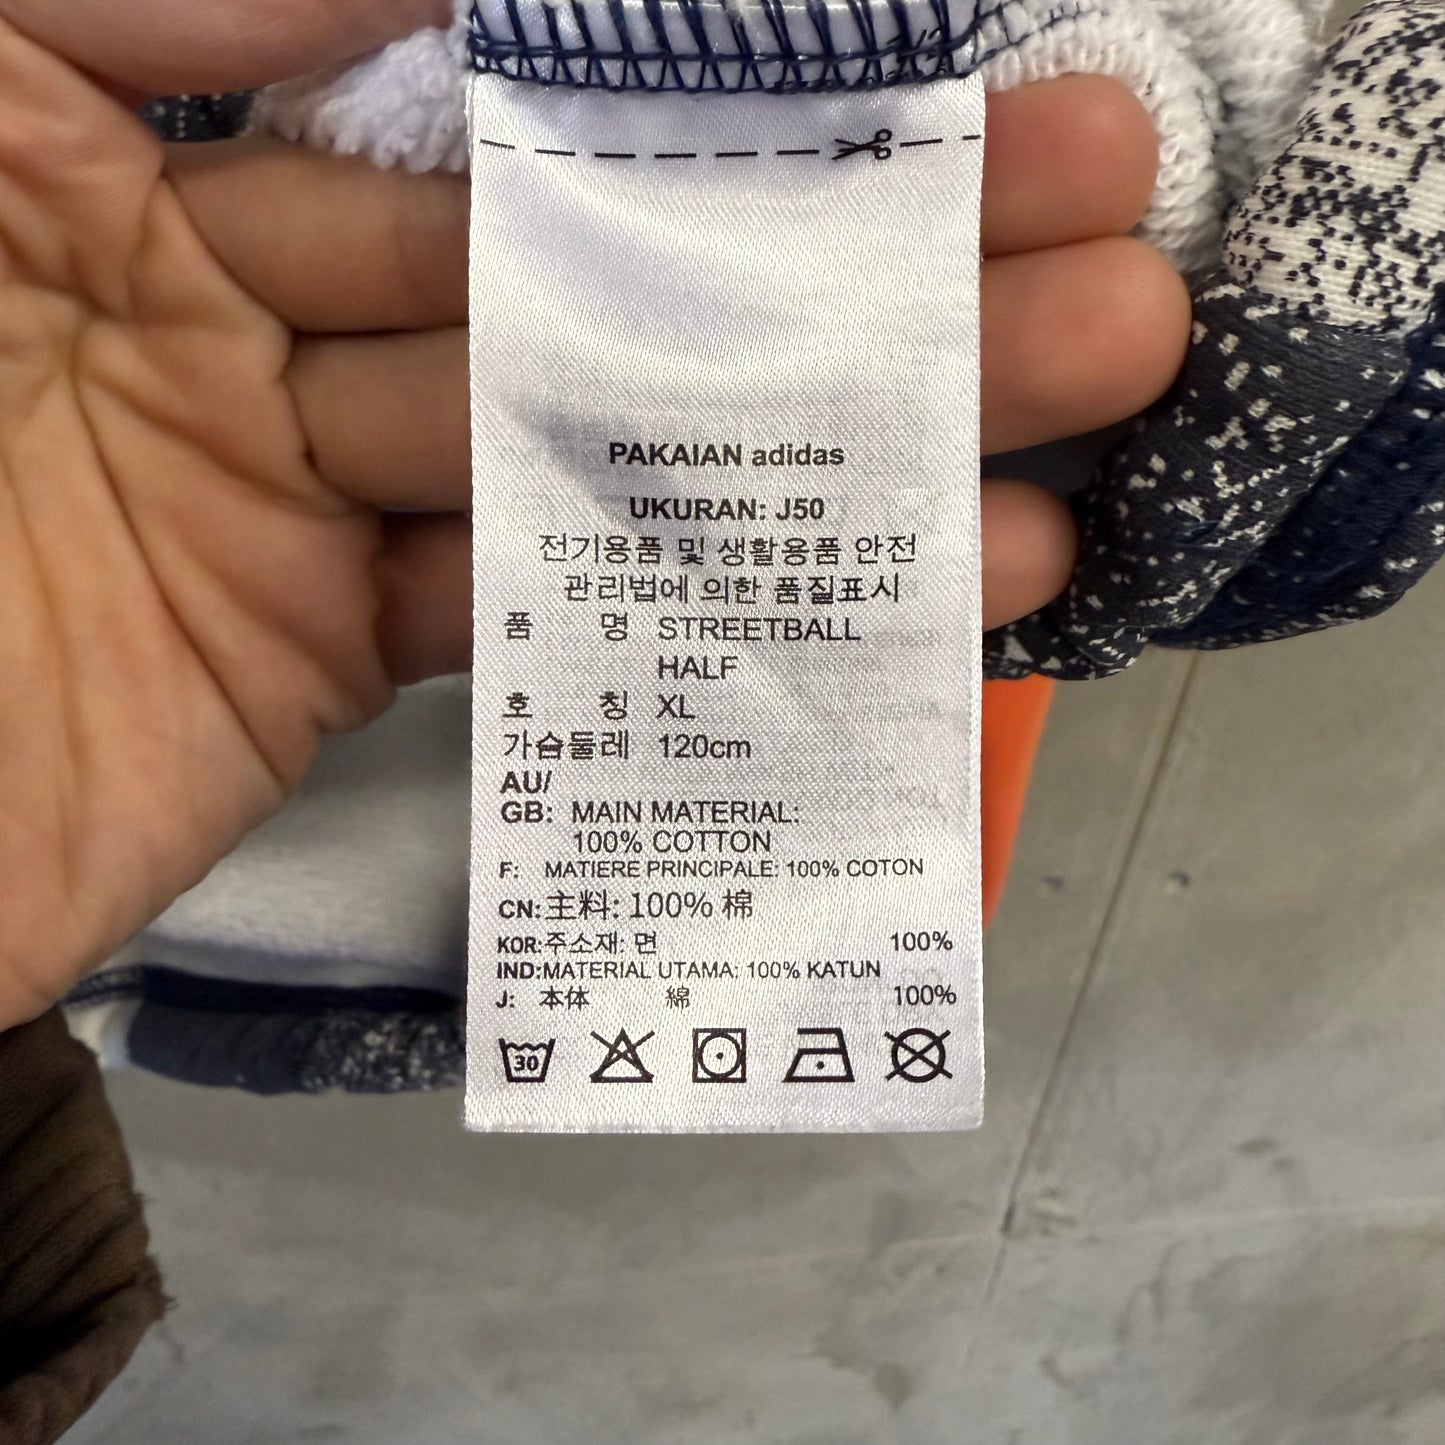 PAKAIAN adidas
UKURAN: J50
전기용품 및 생활용품 안전
관리법에 의한 품질표시
품 명 STREETBALL
HALF
호 칭 XL
가슴둘레 120cm
AU/
GB: MAIN MATERIAL:
100% COTTON
F: MATIERE PRINCIPALE: 100% COTON
CN:主料: 100% 棉
KOR:주소재: 면 100%
IND:MATERIAL UTAMA: 100% KATUN
J: 本体 綿 100%
30